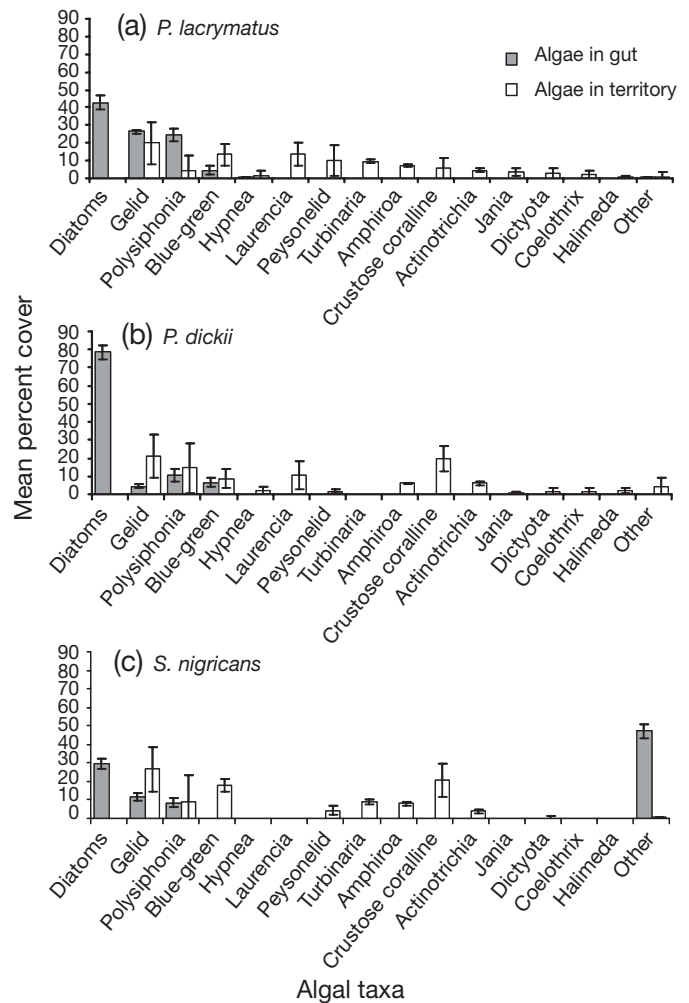 (a) P. lacrymatus
Algae in gut
Algae in territory
90
80
70
60
50
40
30
20
10
0
Diatoms
Gelid
Polysiphonia
Blue-green
Hypnea
Laurencia
Peysonelid
Turbinaria
Amphiroa
Crustose coralline
Actinotrichia
Jania
Dictyota
Coelothrix
Halimeda
Other
Mean percent cover
(b) P. dickii
90
80
70
60
50
40
30
20
10
0
Diatoms
Gelid
Polysiphonia
Blue-green
Hypnea
Laurencia
Peysonelid
Turbinaria
Amphiroa
Crustose coralline
Actinotrichia
Jania
Dictyota
Coelothrix
Halimeda
Other
(c) S. nigricans
90
80
70
60
50
40
30
20
10
0
Diatoms
Gelid
Polysiphonia
Blue-green
Hypnea
Laurencia
Peysonelid
Turbinaria
Amphiroa
Crustose coralline
Actinotrichia
Jania
Dictyota
Coelothrix
Halimeda
Other
Algal taxa